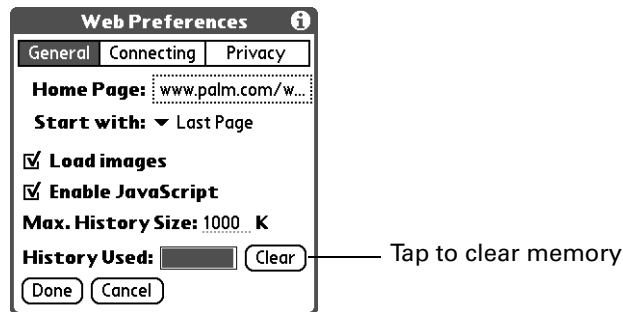 Web Preferences i
General Connecting Privacy
Home Page: www.palm.com/w...
Start with: Last Page
Load images
Enable JavaScript
Max. History Size: 1000 K
History Used: Clear
Tap to clear memory
Done Cancel